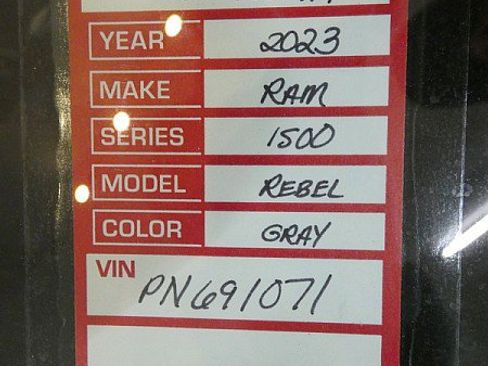 YEAR 2023
MAKE RAM
SERIES 1500
MODEL REBEL
COLOR GRAY
VIN
PN691071